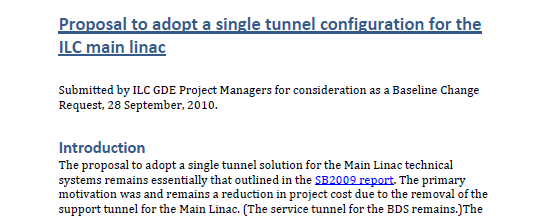 Proposal to adopt a single tunnel configuration for the
ILC main linac
Submitted by ILC GDE Project Managers for consideration as a Baseline Change
Request, 28 September, 2010.
Introduction
The proposal to adopt a single tunnel solution for the Main Linac technical
systems remains essentially that outlined in the SB2009 report. The primary
motivation was and remains a reduction in project cost due to the removal of the
support tunnel for the Main Linac. (The service tunnel for the BDS remains.)The